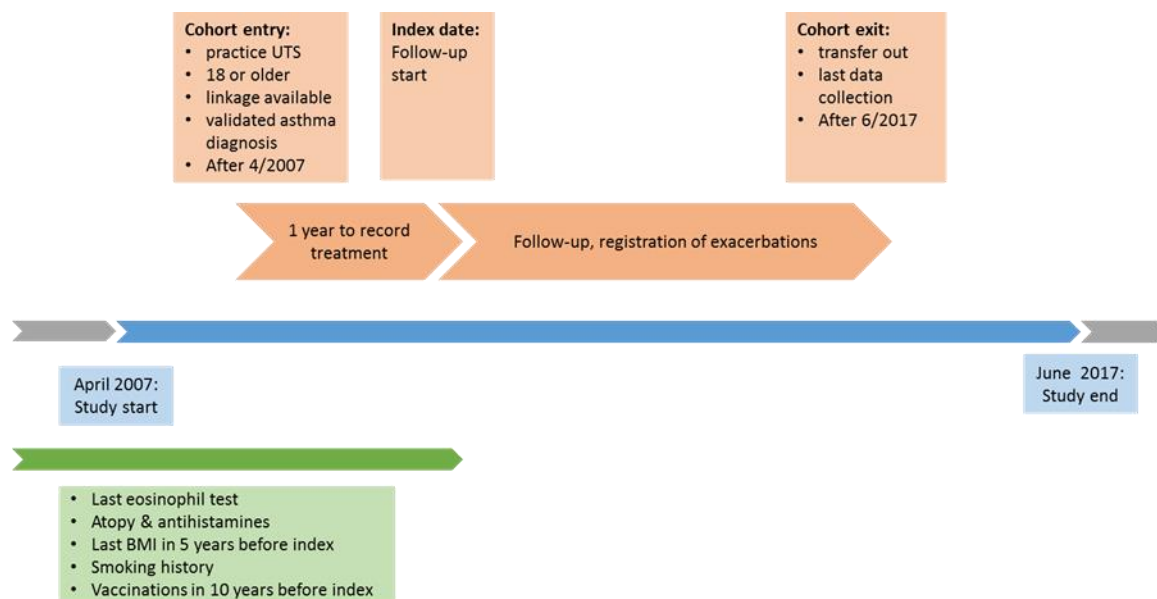 Cohort entry:
• practice UTS
• 18 or older
• linkage available
• validated asthma
diagnosis
• After 4/2007
Index date:
Follow-up
start
Cohort exit:
• transfer out
• last data
collection
• After 6/2017
1 year to record
treatment
Follow-up, registration of exacerbations
April 2007:
Study start
June 2017:
Study end
• Last eosinophil test
• Atopy & antihistamines
• Last BMI in 5 years before index
• Smoking history
• Vaccinations in 10 years before index